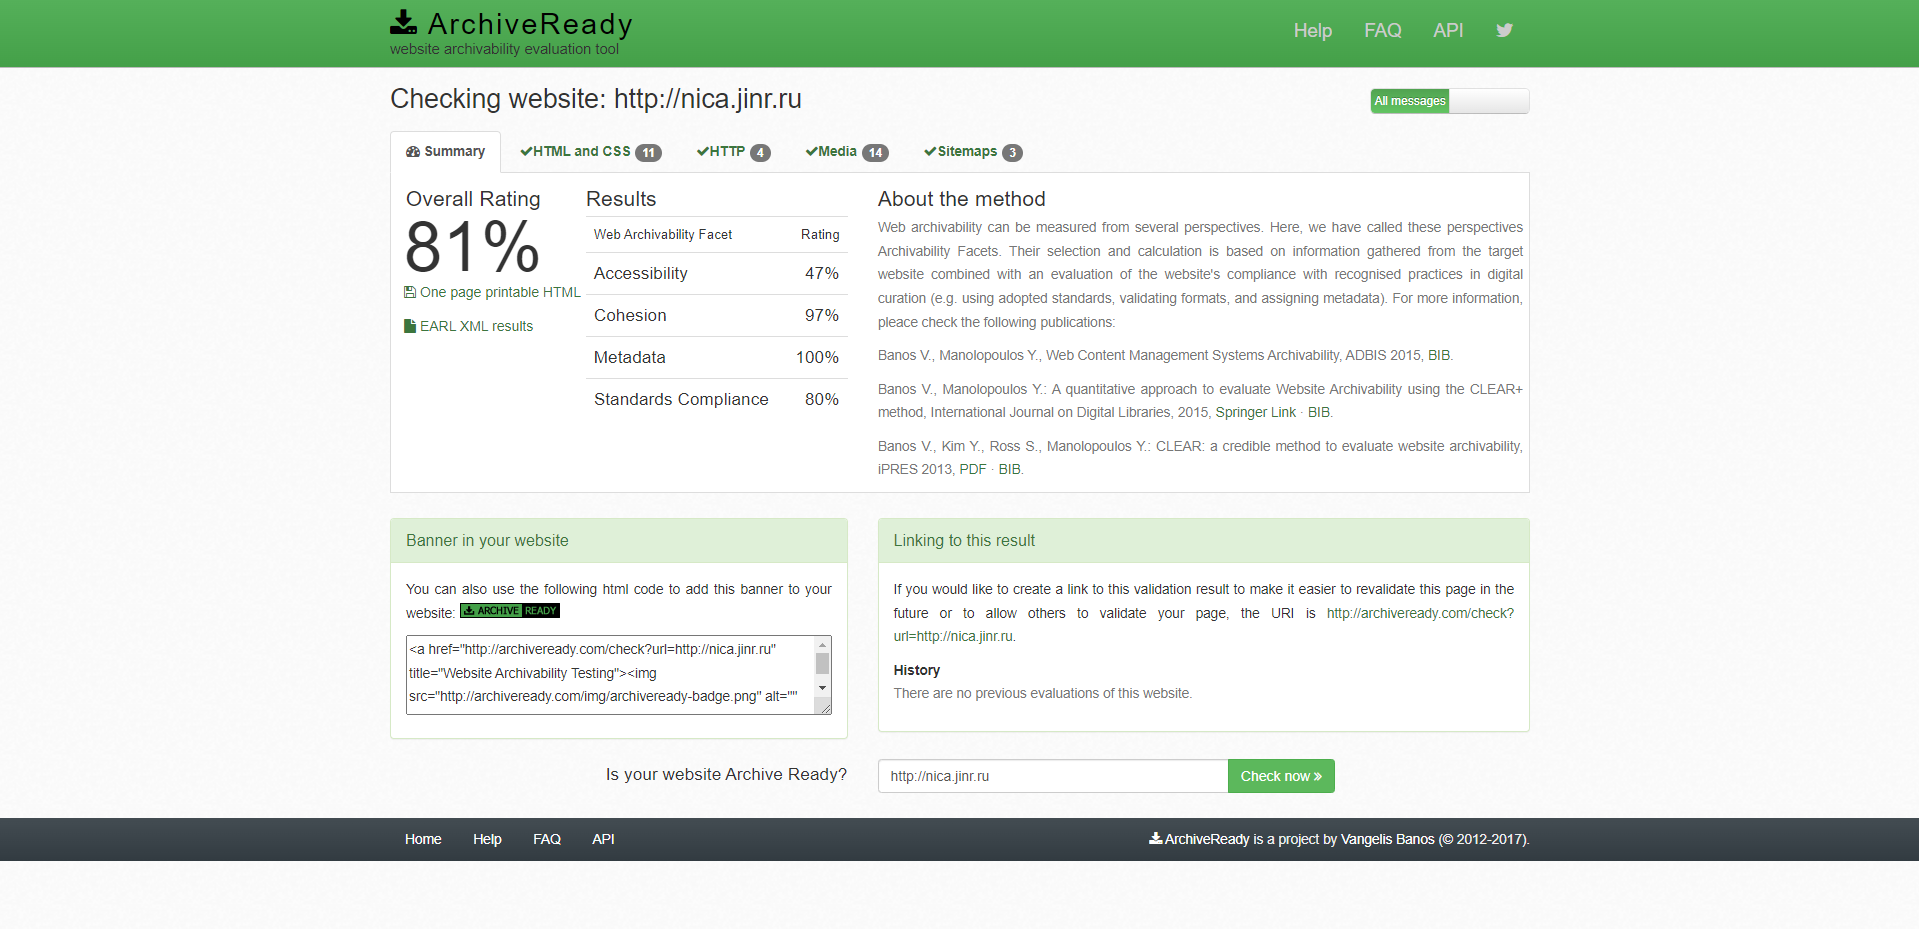 ArchiveReady
website archivability evaluation tool
Help FAQ API
Checking website: http://nica.jinr.ru
All messages
Summary HTML and CSS 11 HTTP 4 Media 14 Sitemaps 3
Overall Rating
81%
One page printable HTML
EARL XML results
Results
Web Archivability Facet Rating
Accessibility 47%
Cohesion 97%
Metadata 100%
Standards Compliance 80%
About the method
Web archivability can be measured from several perspectives. Here, we have called these perspectives
Archivability Facets. Their selection and calculation is based on information gathered from the target
website combined with an evaluation of the website's compliance with recognised practices in digital
curation (e.g. using adopted standards, validating formats, and assigning metadata). For more information,
pleace check the following publications:
Banos V., Manolopoulos Y., Web Content Management Systems Archivability, ADBIS 2015, BIB.
Banos V., Manolopoulos Y.: A quantitative approach to evaluate Website Archivability using the CLEAR+
method, International Journal on Digital Libraries, 2015, Springer Link · BIB.
Banos V., Kim Y., Ross S., Manolopoulos Y.: CLEAR: a credible method to evaluate website archivability,
iPRES 2013, PDF · BIB.
Banner in your website
You can also use the following html code to add this banner to your
website: ARCHIVE READY
<a href="http://archiveready.com/check?url=http://nica.jinr.ru"
title="Website Archivability Testing"><img
src="http://archiveready.com/img/archiveready-badge.png" alt=""
Linking to this result
If you would like to create a link to this validation result to make it easier to revalidate this page in the
future or to allow others to validate your page, the URI is http://archiveready.com/check?
url=http://nica.jinr.ru.
History
There are no previous evaluations of this website.
Is your website Archive Ready? http://nica.jinr.ru Check now »
Home Help FAQ API ArchiveReady is a project by Vangelis Banos (© 2012-2017).